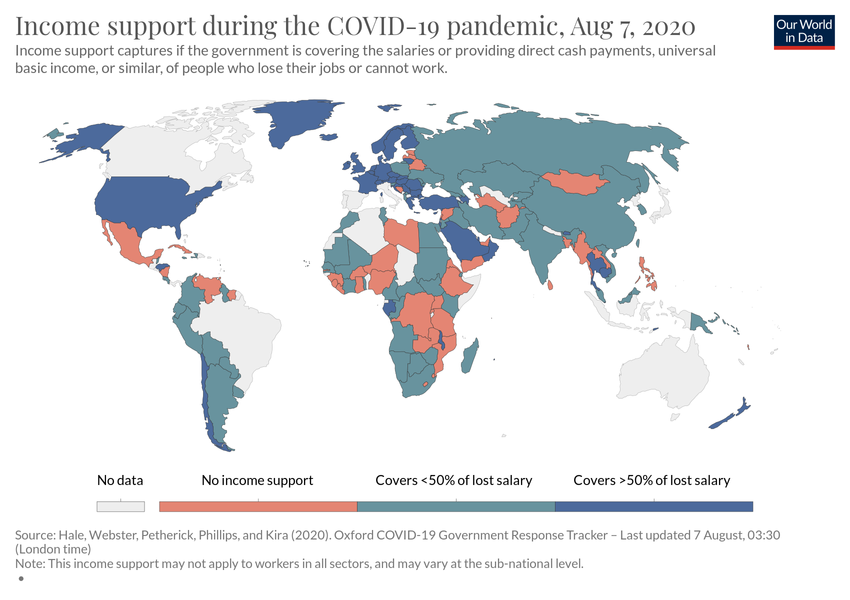 Income support during the COVID-19 pandemic, Aug 7, 2020
Our World
in Data
Income support captures if the government is covering the salaries or providing direct cash payments, universal
basic income, or similar, of people who lose their jobs or cannot work.
No data
No income support
Covers <50% of lost salary
Covers >50% of lost salary
Source: Hale, Webster, Petherick, Phillips, and Kira (2020). Oxford COVID-19 Government Response Tracker – Last updated 7 August, 03:30
(London time)
Note: This income support may not apply to workers in all sectors, and may vary at the sub-national level.
•